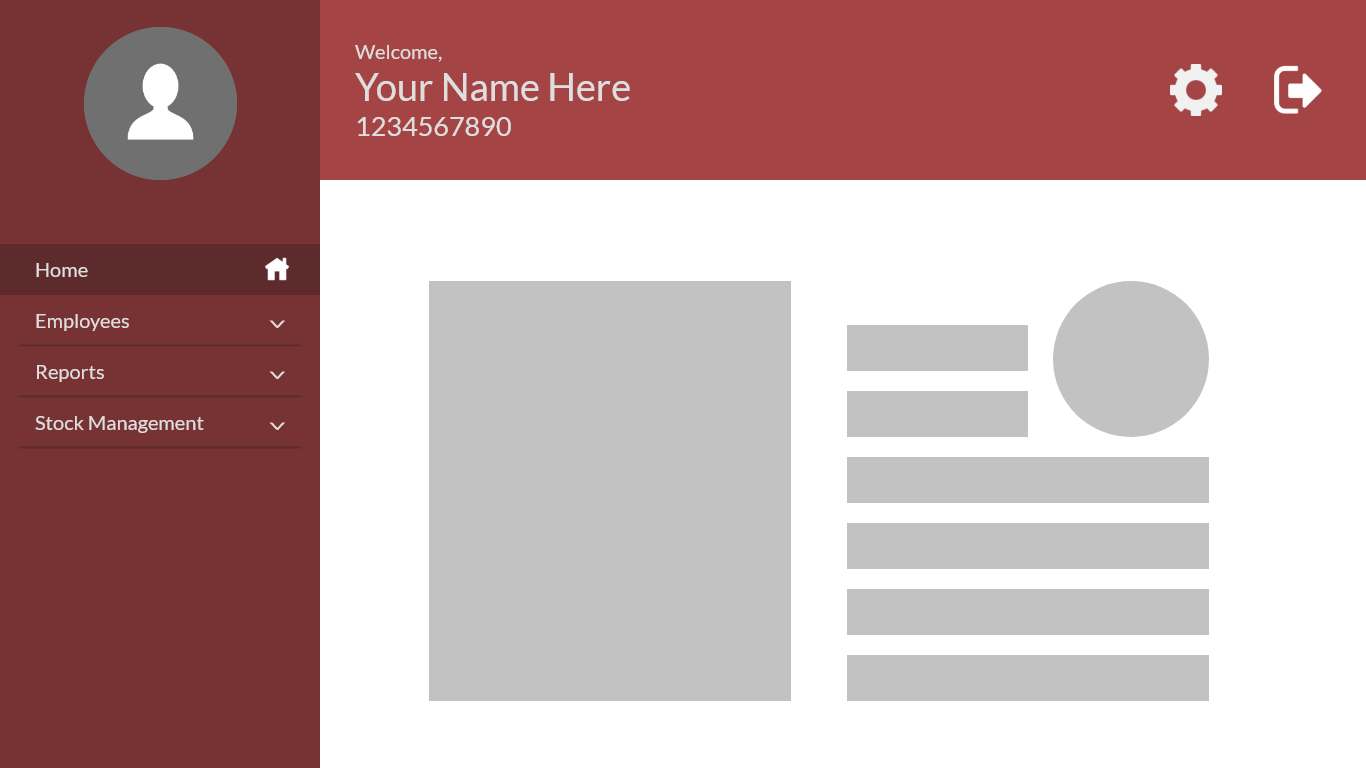 Welcome,
Your Name Here
1234567890
Home
Employees
Reports
Stock Management